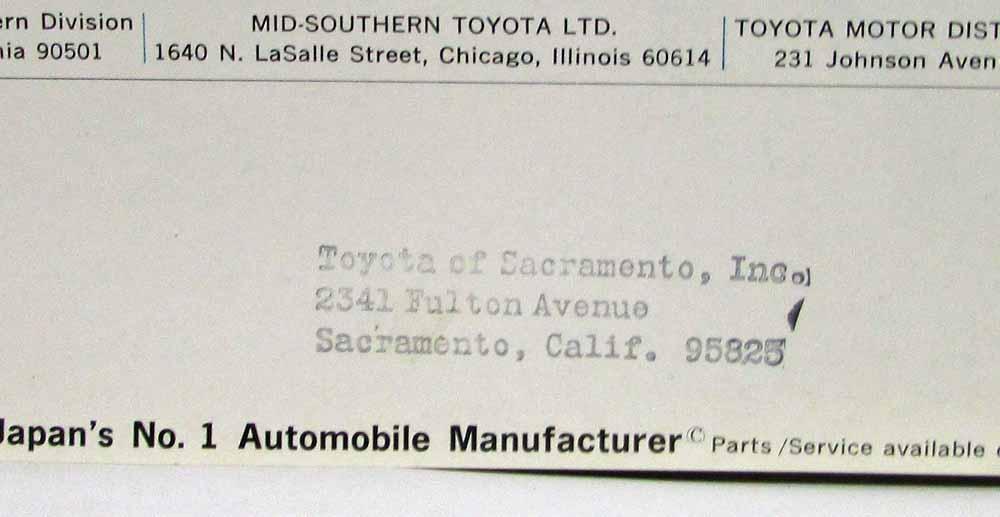 ern Division MID-SOUTHERN TOYOTA LTD. TOYOTA MOTOR DIST
nia 90501 1640 N. LaSalle Street, Chicago, Illinois 60614 231 Johnson Aven
Toyota of Sacramento, Inc.
2341 Fulton Avenue
Sacramento, Calif. 95825
Japan's No. 1 Automobile Manufacturer© Parts/Service available